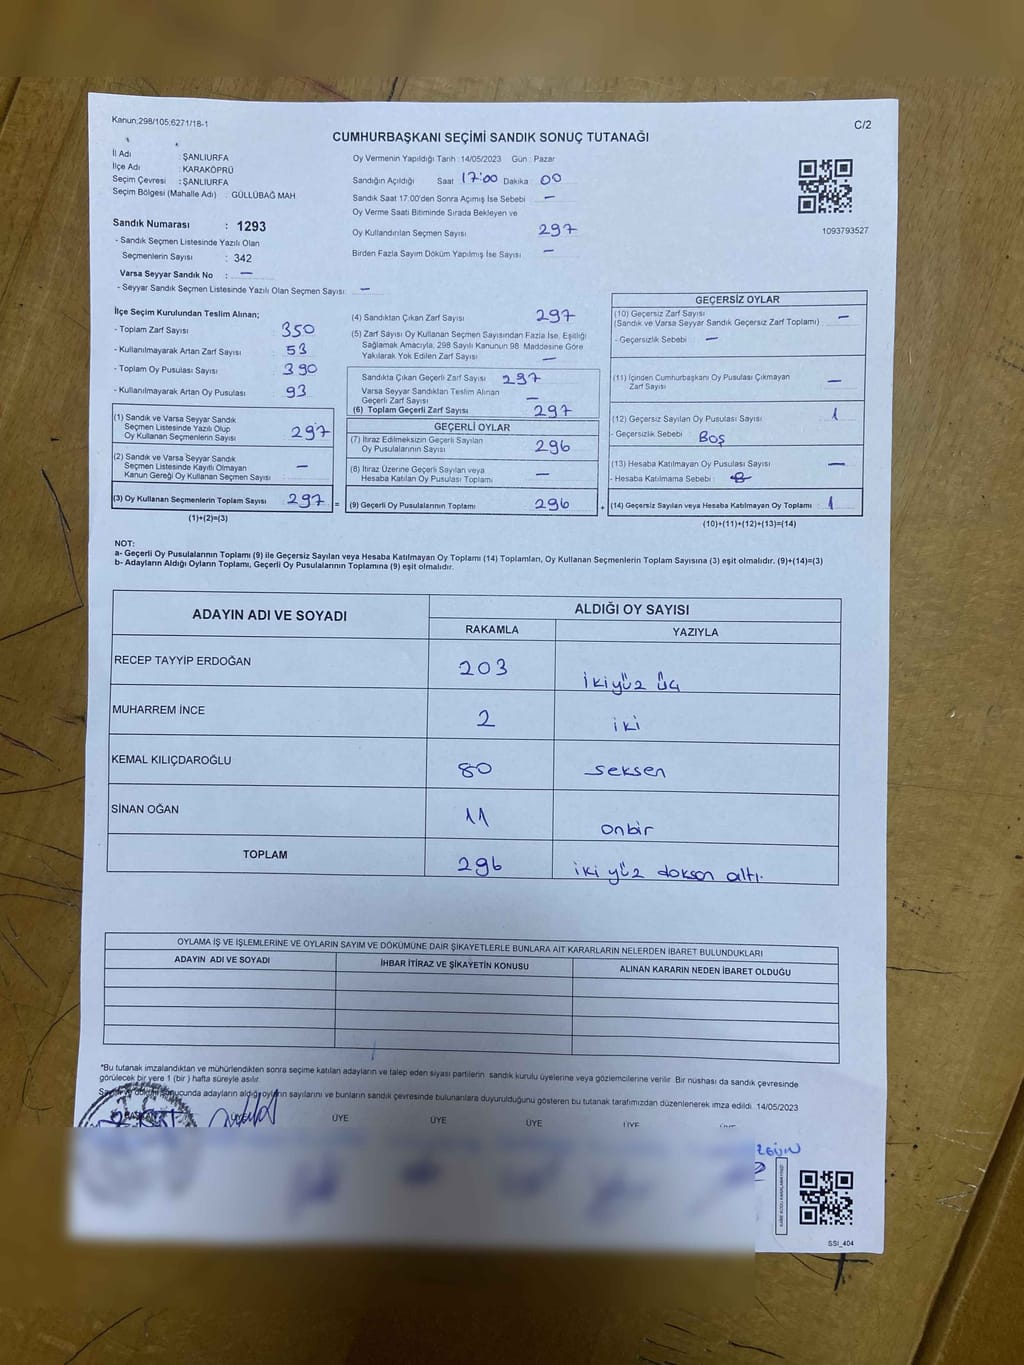 Kanun;298/105;6271/18-1
C/2
CUMHURBAŞKANI SEÇİMİ SANDIK SONUÇ TUTANAĞI
İl Adı : ŞANLIURFA
İlçe Adı : KARAKÖPRÜ
Seçim Çevresi : ŞANLIURFA
Seçim Bölgesi (Mahalle Adı) : GÜLLÜBAĞ MAH
Sandık Numarası : 1293
- Sandık Seçmen Listesinde Yazılı Olan
Seçmenlerin Sayısı : 342
Varsa Seyyar Sandık No : —
- Seyyar Sandık Seçmen Listesinde Yazılı Olan Seçmen Sayısı: —
Oy Vermenin Yapıldığı Tarih : 14/05/2023 Gün : Pazar
Sandığın Açıldığı Saat 17:00 Dakika 00
Sandık Saat 17:00'den Sonra Açımış İse Sebebi —
Oy Verme Saati Bitiminde Sırada Bekleyen ve
Oy Kullandırılan Seçmen Sayısı 297
Birden Fazla Sayım Döküm Yapılmış İse Sayısı —
1093793527
İlçe Seçim Kurulundan Teslim Alınan;
- Toplam Zarf Sayısı 350
- Kullanılmayarak Artan Zarf Sayısı 53
- Toplam Oy Pusulası Sayısı 390
- Kullanılmayarak Artan Oy Pusulası 93
(1) Sandık ve Varsa Seyyar Sandık
Seçmen Listesinde Yazılı Olup
Oy Kullanan Seçmenlerin Sayısı 297
(2) Sandık ve Varsa Seyyar Sandık
Seçmen Listesinde Kayıtlı Olmayan
Kanun Gereği Oy Kullanan Seçmen Sayısı —
(3) Oy Kullanan Seçmenlerin Toplam Sayısı 297 =
(1)+(2)=(3)
(4) Sandıktan Çıkan Zarf Sayısı 297
(5) Zarf Sayısı Oy Kullanan Seçmen Sayısından Fazla İse, Eşitliği
Sağlamak Amacıyla, 298 Sayılı Kanunun 98. Maddesine Göre
Yakılarak Yok Edilen Zarf Sayısı —
Sandıkta Çıkan Geçerli Zarf Sayısı 297
Varsa Seyyar Sandıktan Teslim Alınan
Geçerli Zarf Sayısı —
(6) Toplam Geçerli Zarf Sayısı 297
GEÇERLİ OYLAR
(7) İtiraz Edilmeksizin Geçerli Sayılan
Oy Pusulalarının Sayısı 296
(8) İtiraz Üzerine Geçerli Sayılan veya
Hesaba Katılan Oy Pusulası Toplamı —
(9) Geçerli Oy Pusulalarının Toplamı 296 +
GEÇERSİZ OYLAR
(10) Geçersiz Zarf Sayısı —
(Sandık ve Varsa Seyyar Sandık Geçersiz Zarf Toplamı)
- Geçersizlik Sebebi : —
(11) İçinden Cumhurbaşkanı Oy Pusulası Çıkmayan
Zarf Sayısı —
(12) Geçersiz Sayılan Oy Pusulası Sayısı 1
- Geçersizlik Sebebi : Boş
(13) Hesaba Katılmayan Oy Pusulası Sayısı —
- Hesaba Katılmama Sebebi :
(14) Geçersiz Sayılan veya Hesaba Katılmayan Oy Toplamı : 1
(10)+(11)+(12)+(13)=(14)
NOT:
a- Geçerli Oy Pusulalarının Toplamı (9) ile Geçersiz Sayılan veya Hesaba Katılmayan Oy Toplamı (14) Toplamları, Oy Kullanan Seçmenlerin Toplam Sayısına (3) eşit olmalıdır. (9)+(14)=(3)
b- Adayların Aldığı Oyların Toplamı, Geçerli Oy Pusulalarının Toplamına (9) eşit olmalıdır.
ADAYIN ADI VE SOYADI ALDIĞI OY SAYISI
RAKAMLA YAZIYLA
RECEP TAYYİP ERDOĞAN 203 İkiyüz üç
MUHARREM İNCE 2 iki
KEMAL KILIÇDAROĞLU 80 seksen
SİNAN OĞAN 11 onbir
TOPLAM 296 iki yüz doksan altı.
OYLAMA İŞ VE İŞLEMLERİNE VE OYLARIN SAYIM VE DÖKÜMÜNE DAİR ŞİKAYETLERLE BUNLARA AİT KARARLARIN NELERDEN İBARET BULUNDUKLARI
ADAYIN ADI VE SOYADI İHBAR İTİRAZ VE ŞİKAYETİN KONUSU ALINAN KARARIN NEDEN İBARET OLDUĞU
*Bu tutanak imzalandıktan ve mühürlendikten sonra seçime katılan adayların ve talep eden siyasi partilerin sandık kurulu üyelerine veya gözlemcilerine verilir. Bir nüshası da sandık çevresinde
görülecek bir yere 1 (bir ) hafta süreyle asılır.
adayların aldığı oyların sayılarını ve bunların sandık çevresinde bulunanlara duyurulduğunu gösteren bu tutanak tarafımızdan düzenlenerek imza edildi. 14/05/2023
ÜYE ÜYE ÜYE ÜYE
SSI_404